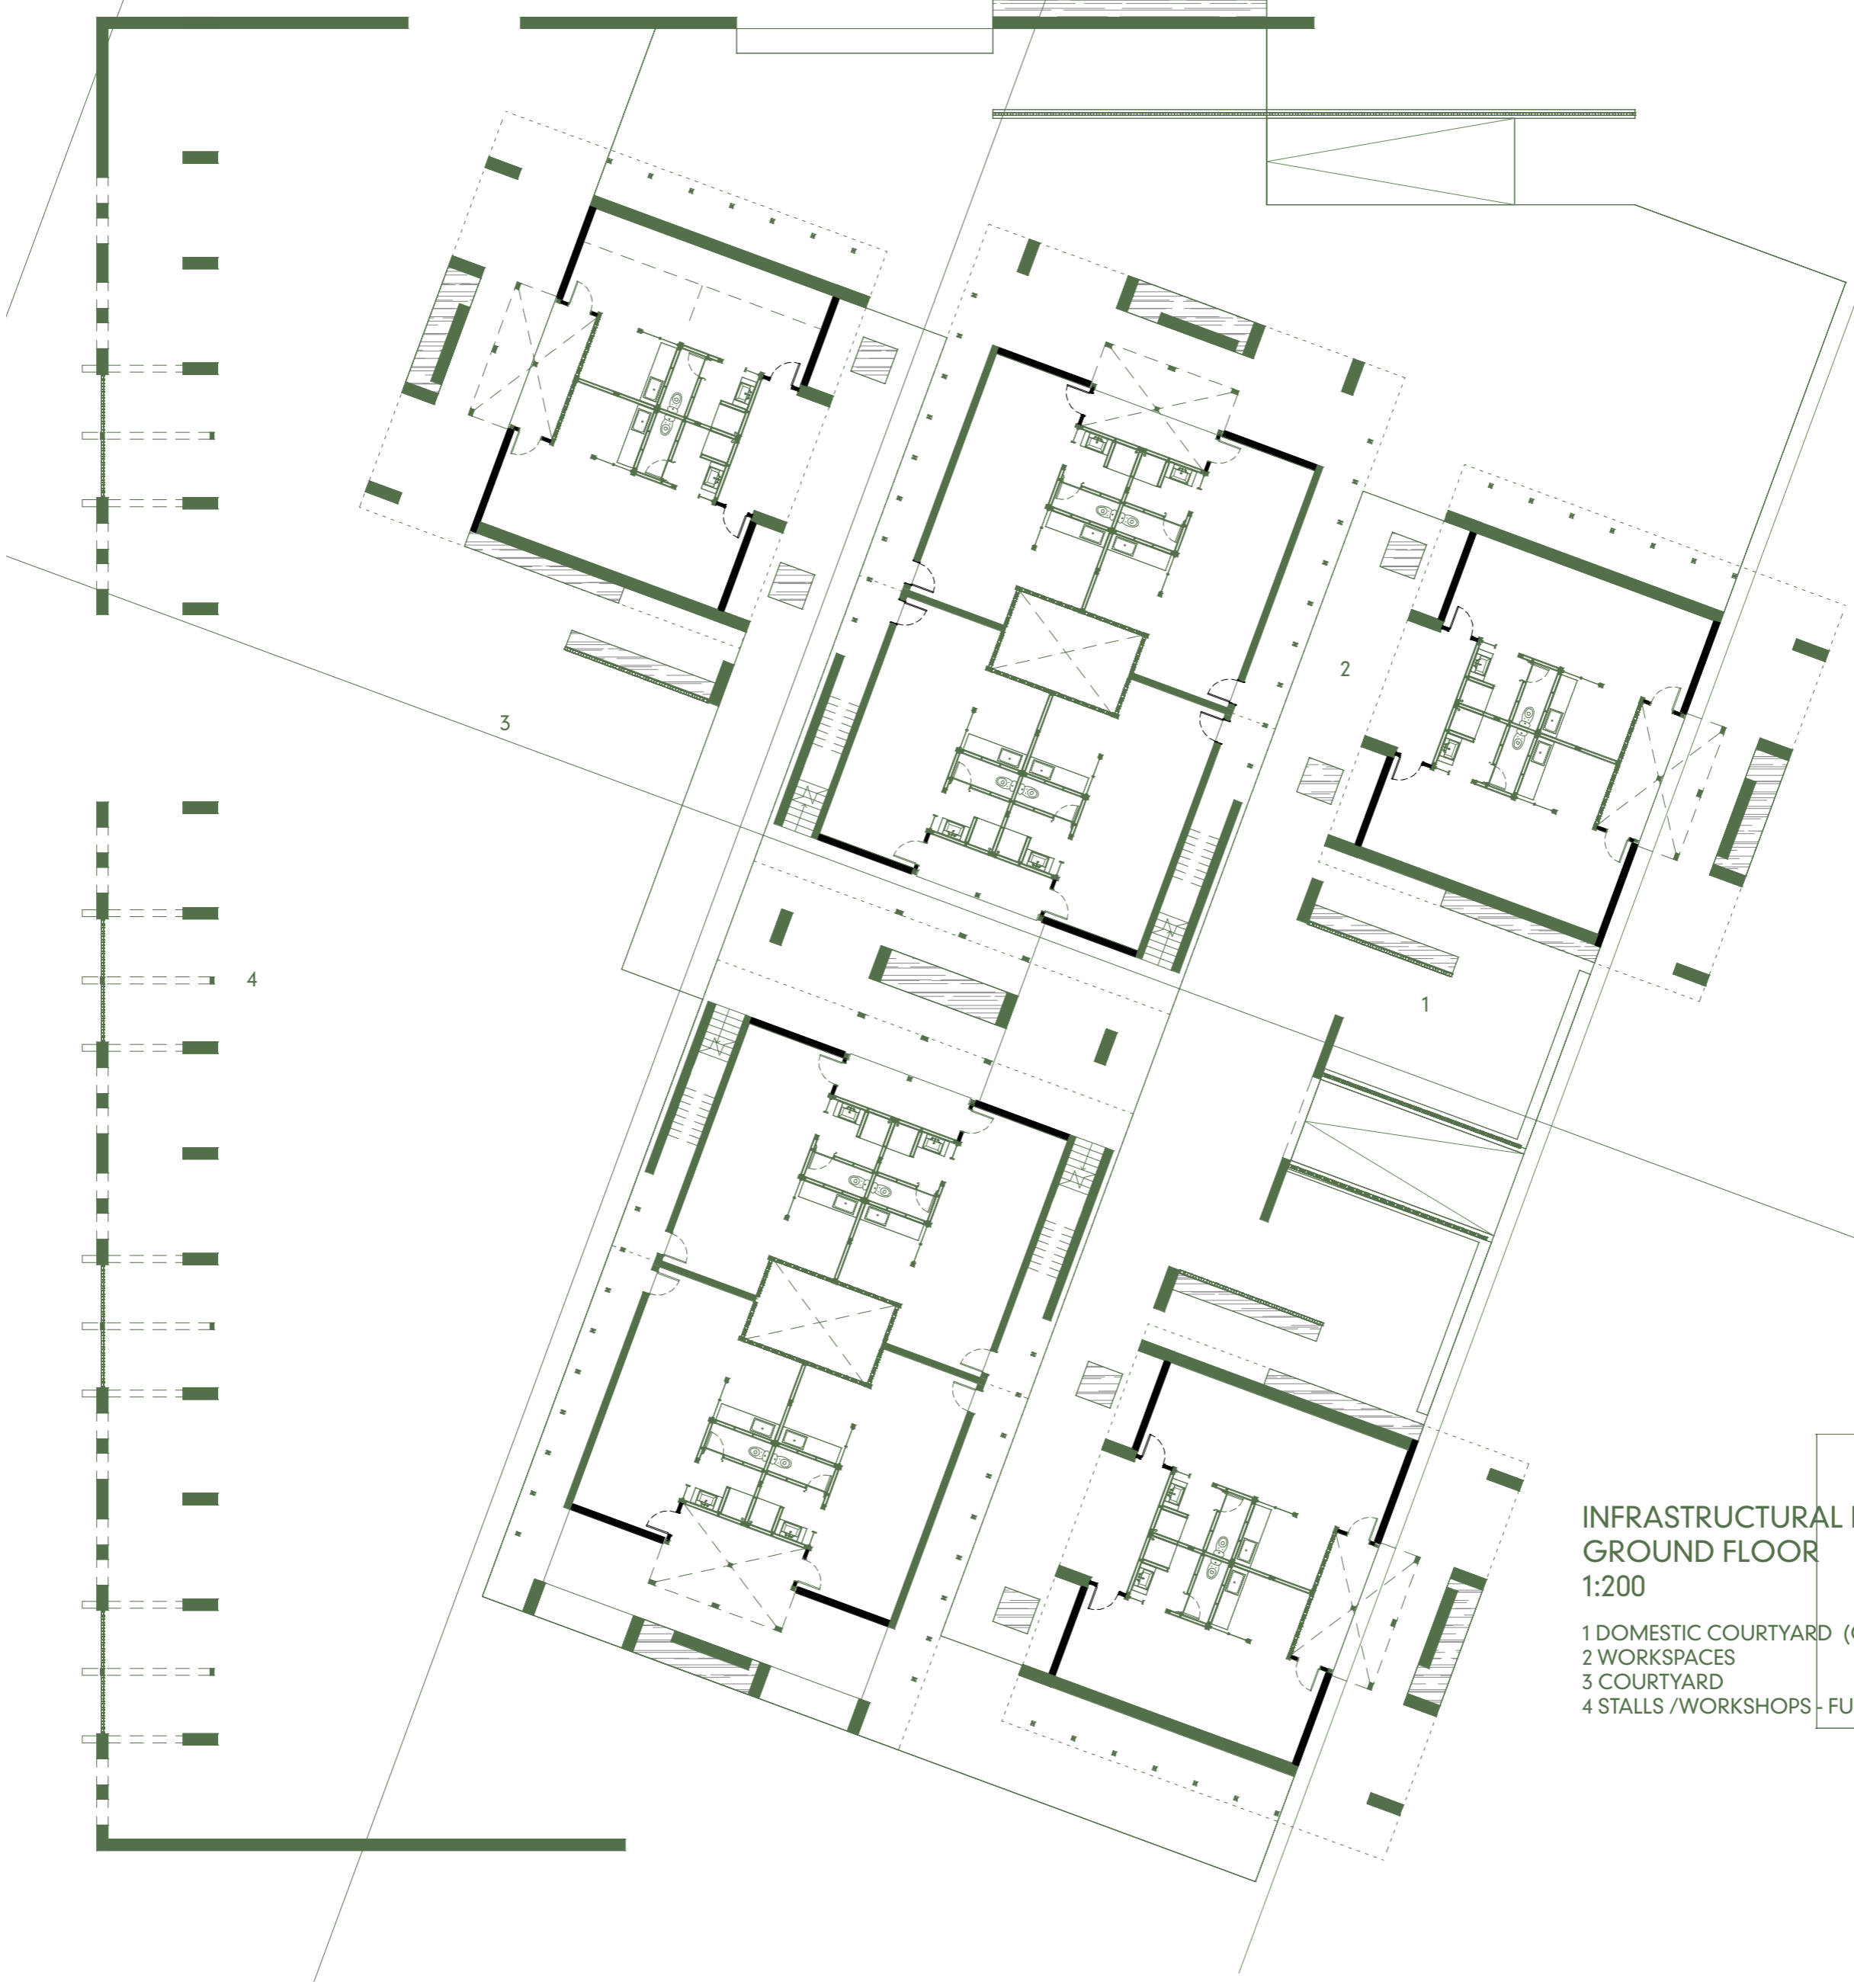 2
3
1
4
INFRASTRUCTURAL
GROUND FLOOR
1:200
1 DOMESTIC COURTYARD (
2 WORKSPACES
3 COURTYARD
4 STALLS /WORKSHOPS - FU